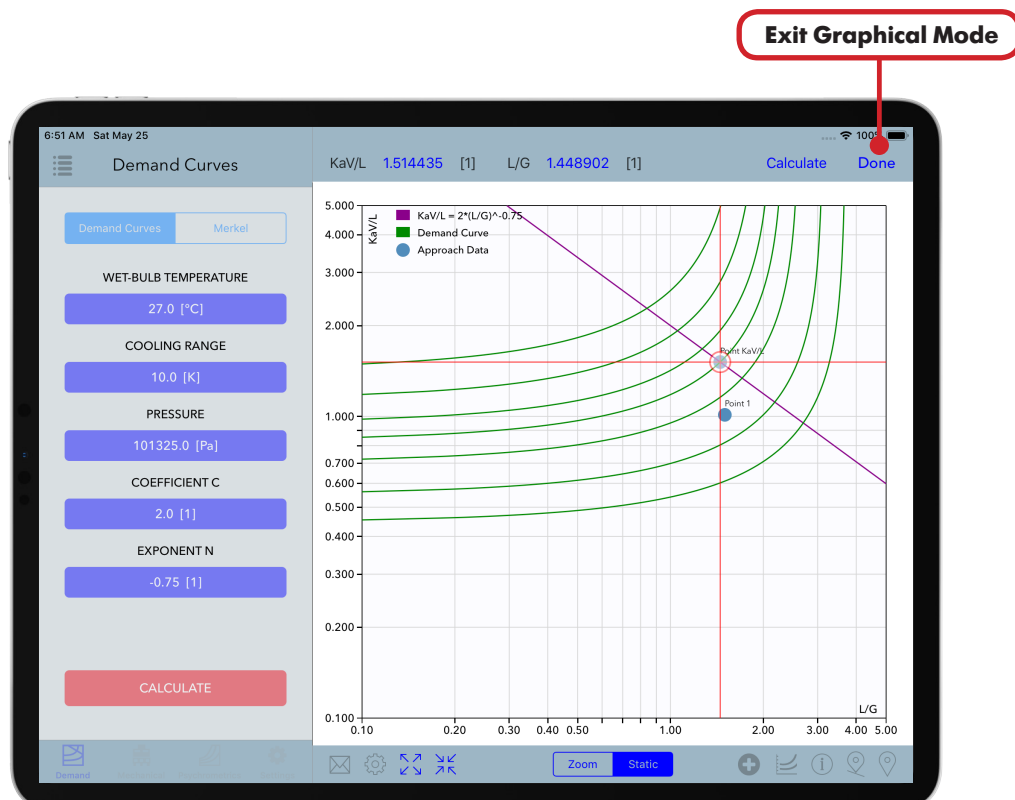 Exit Graphical Mode
6:51 AM Sat May 25
100%
Demand Curves
KaV/L 1.514435 [1] L/G 1.448902 [1] Calculate Done
Demand Curves Merkel
WET-BULB TEMPERATURE
27.0 [°C]
COOLING RANGE
10.0 [K]
PRESSURE
101325.0 [Pa]
COEFFICIENT C
2.0 [1]
EXPONENT N
-0.75 [1]
CALCULATE
Demand
KaV/L
KaV/L = 2*(L/G)^-0.75
Demand Curve
Approach Data
5.000
4.000
3.000
2.000
1.000
0.700
0.600
0.500
0.400
0.300
0.200
0.100
Point KaV/L
Point 1
L/G
0.10 0.20 0.30 0.40 0.50 1.00 2.00 3.00 4.00 5.00
Zoom Static